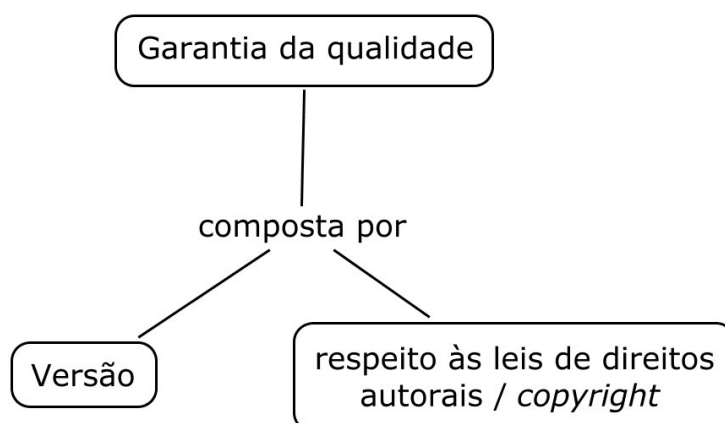 Garantia da qualidade
composta por
Versão
respeito às leis de direitos
autorais / copyright